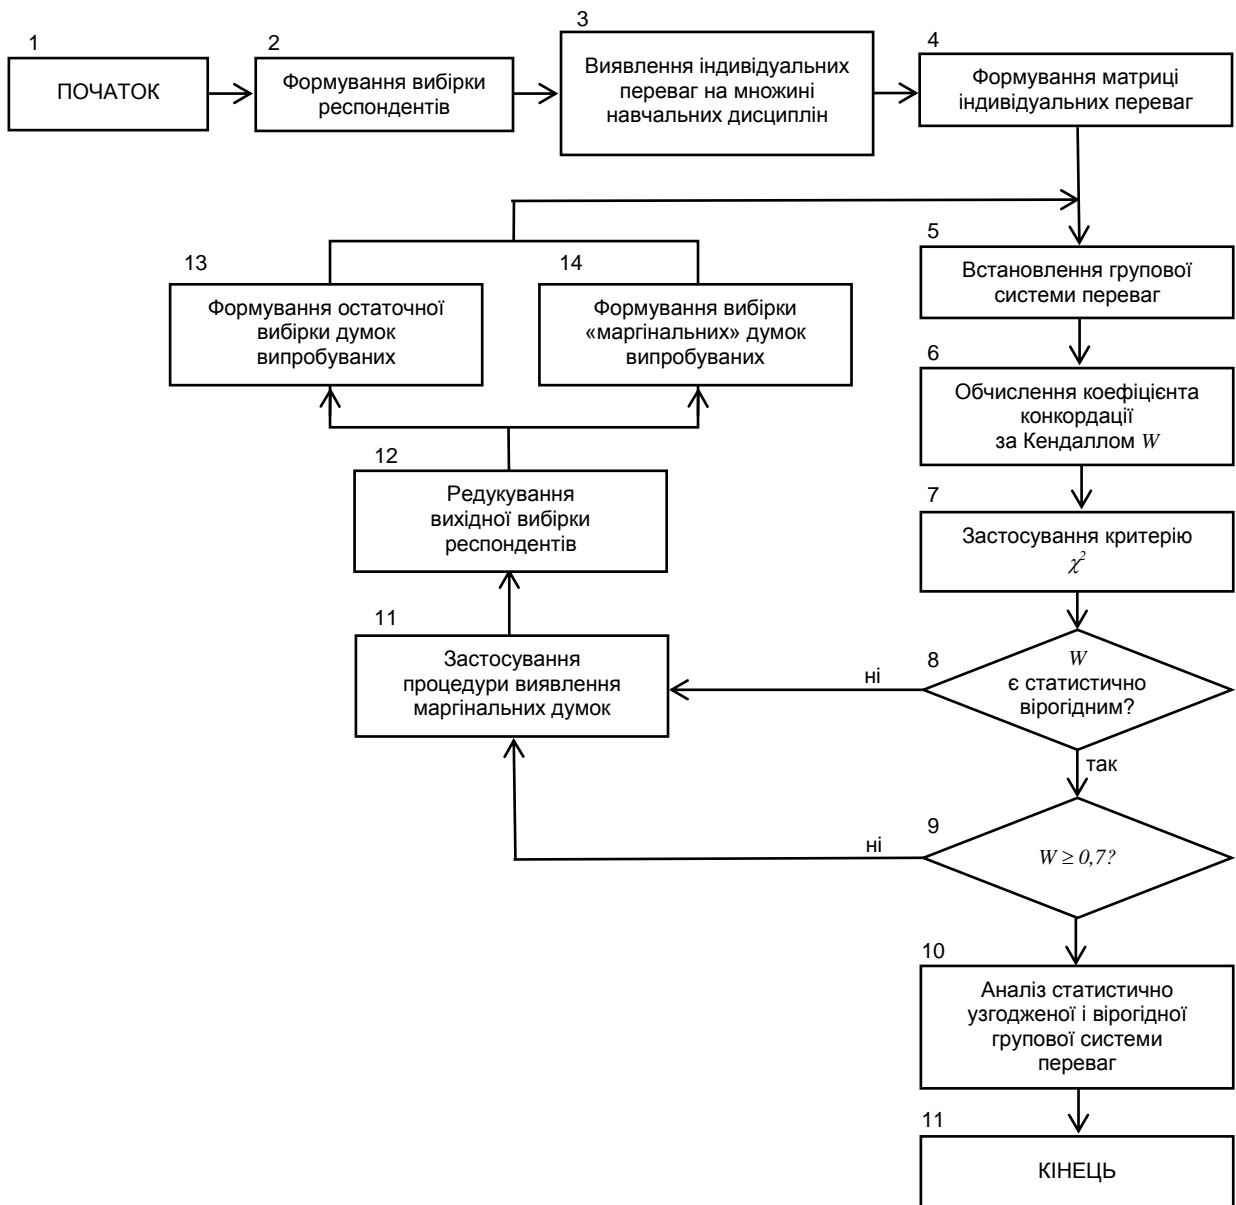 1
ПОЧАТОК
2
Формування вибірки
респондентів
3
Виявлення індивідуальних
переваг на множині
навчальних дисциплін
4
Формування матриці
індивідуальних переваг
5
Встановлення групової
системи переваг
6
Обчислення коефіцієнта
конкордації
за Кендаллом W
7
Застосування критерію
χ²
8
W
є статистично
вірогідним?
ні
так
9
W ≥ 0,7?
ні
10
Аналіз статистично
узгодженої і вірогідної
групової системи
переваг
11
КІНЕЦЬ
11
Застосування
процедури виявлення
маргінальних думок
12
Редукування
вихідної вибірки
респондентів
13
Формування остаточної
вибірки думок
випробуваних
14
Формування вибірки
«маргінальних» думок
випробуваних